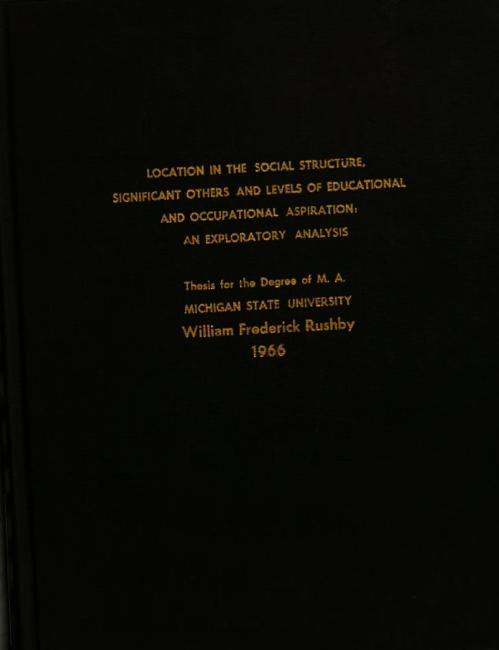 LOCATION IN THE SOCIAL STRUCTURE,
SIGNIFICANT OTHERS AND LEVELS OF EDUCATIONAL
AND OCCUPATIONAL ASPIRATION:
AN EXPLORATORY ANALYSIS
Thesis for the Degree of M. A.
MICHIGAN STATE UNIVERSITY
William Frederick Rushby
1966